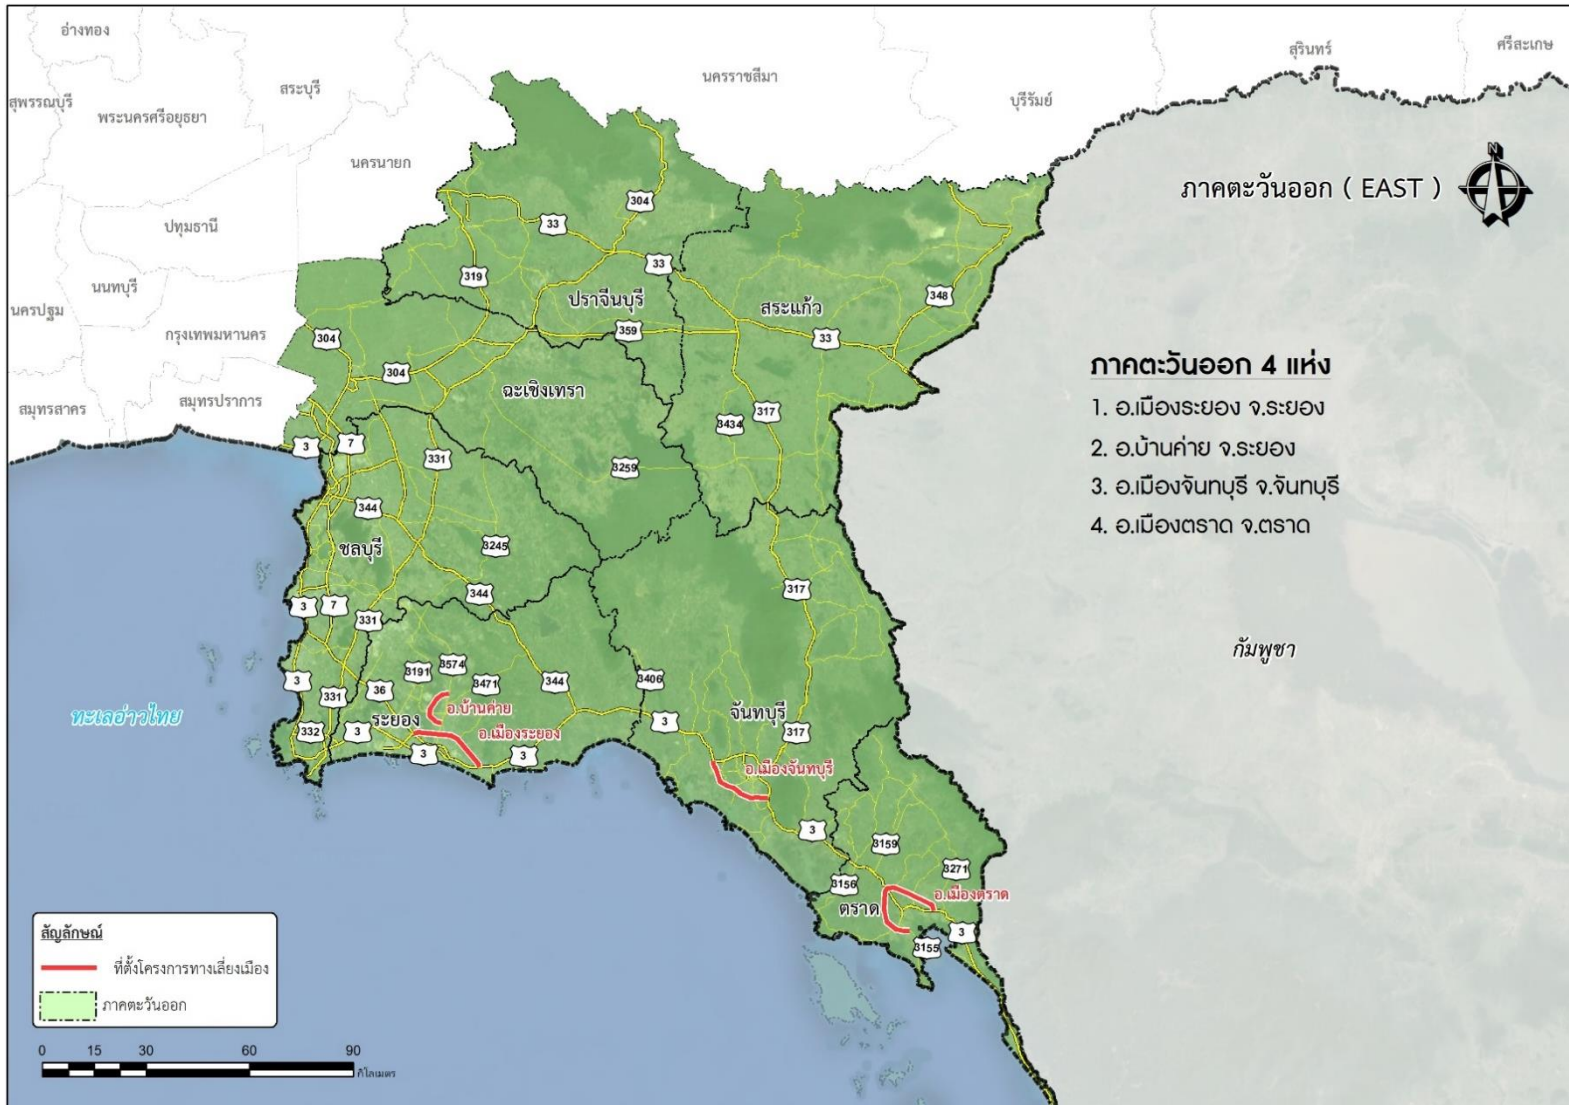 อ่างทอง
สระบุรี
นครราชสีมา
สุรินทร์
ศรีสะเกษ
สุพรรณบุรี
พระนครศรีอยุธยา
บุรีรัมย์
นครนายก
ภาคตะวันออก ( EAST )
N
ปทุมธานี
นนทบุรี
นครปฐม
กรุงเทพมหานคร
สมุทรสาคร
สมุทรปราการ
304
33
319
33
ปราจีนบุรี
สระแก้ว
348
304
359
33
304
ฉะเชิงเทรา
317
3434
3
7
331
3259
344
ชลบุรี
3245
344
317
3
7
331
3191
3574
3471
344
3406
3
331
36
อ.บ้านค่าย
ระยอง
อ.เมืองระยอง
332
3
3
3
3
จันทบุรี
317
อ.เมืองจันทบุรี
3
3159
3271
3156
อ.เมืองตราด
ตราด
3155
3
ทะเลอ่าวไทย
กัมพูชา
ภาคตะวันออก 4 แห่ง
1. อ.เมืองระยอง จ.ระยอง
2. อ.บ้านค่าย จ.ระยอง
3. อ.เมืองจันทบุรี จ.จันทบุรี
4. อ.เมืองตราด จ.ตราด
สัญลักษณ์
ที่ตั้งโครงการทางเลี่ยงเมือง
ภาคตะวันออก
0 15 30 60 90
กิโลเมตร